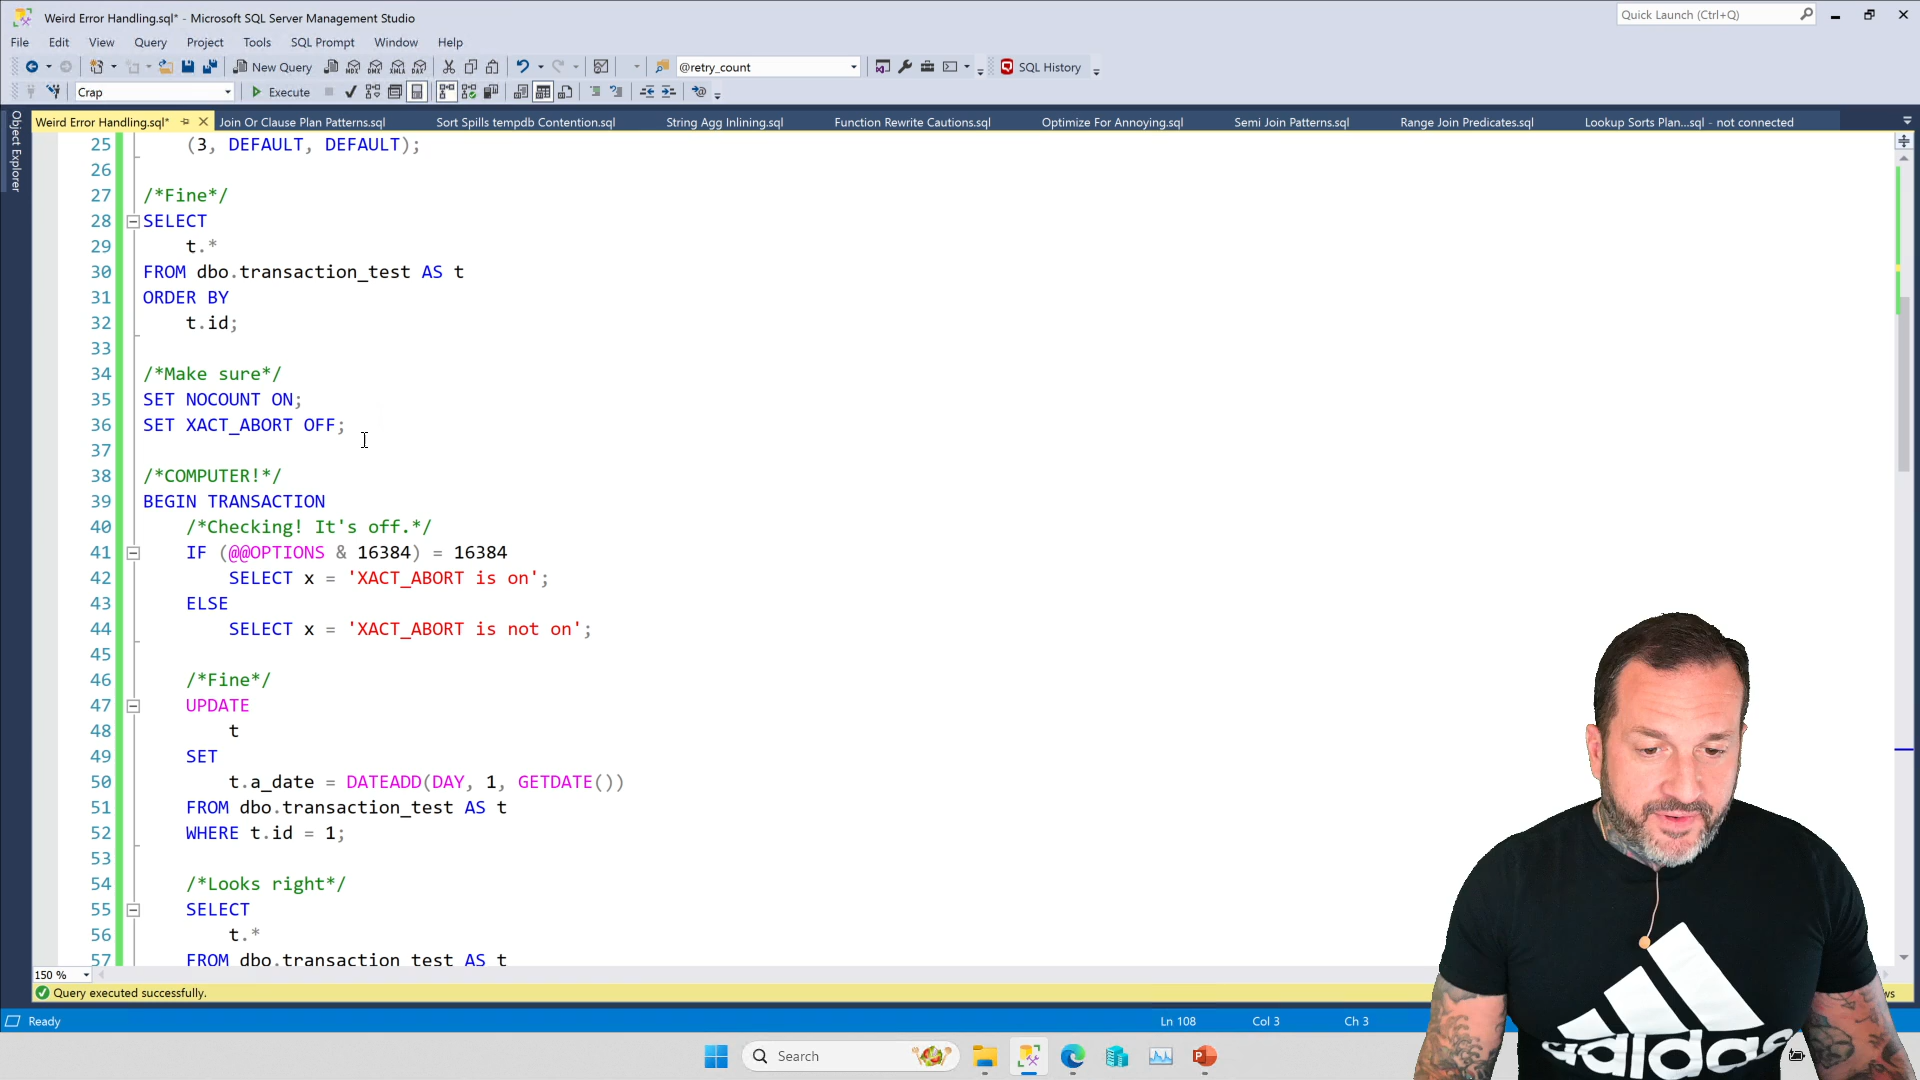 Weird Error Handling.sql* - Microsoft SQL Server Management Studio
Quick Launch (Ctrl+Q)
File Edit View Query Project Tools SQL Prompt Window Help
New Query MDX DMX XMLA DAX @retry_count SQL History
Crap Execute
Weird Error Handling.sql* Join Or Clause Plan Patterns.sql Sort Spills tempdb Contention.sql String Agg Inlining.sql Function Rewrite Cautions.sql Optimize For Annoying.sql Semi Join Patterns.sql Range Join Predicates.sql Lookup Sorts Plan...sql - not connected
Object Explorer
25 (3, DEFAULT, DEFAULT);
26
27 /*Fine*/
28 SELECT
29 t.*
30 FROM dbo.transaction_test AS t
31 ORDER BY
32 t.id;
33
34 /*Make sure*/
35 SET NOCOUNT ON;
36 SET XACT_ABORT OFF;
37
38 /*COMPUTER!*/
39 BEGIN TRANSACTION
40 /*Checking! It's off.*/
41 IF (@@OPTIONS & 16384) = 16384
42 SELECT x = 'XACT_ABORT is on';
43 ELSE
44 SELECT x = 'XACT_ABORT is not on';
45
46 /*Fine*/
47 UPDATE
48 t
49 SET
50 t.a_date = DATEADD(DAY, 1, GETDATE())
51 FROM dbo.transaction_test AS t
52 WHERE t.id = 1;
53
54 /*Looks right*/
55 SELECT
56 t.*
57 FROM dbo.transaction_test AS t
150 %
Query executed successfully.
Ready Ln 108 Col 3 Ch 3
Search
adidas